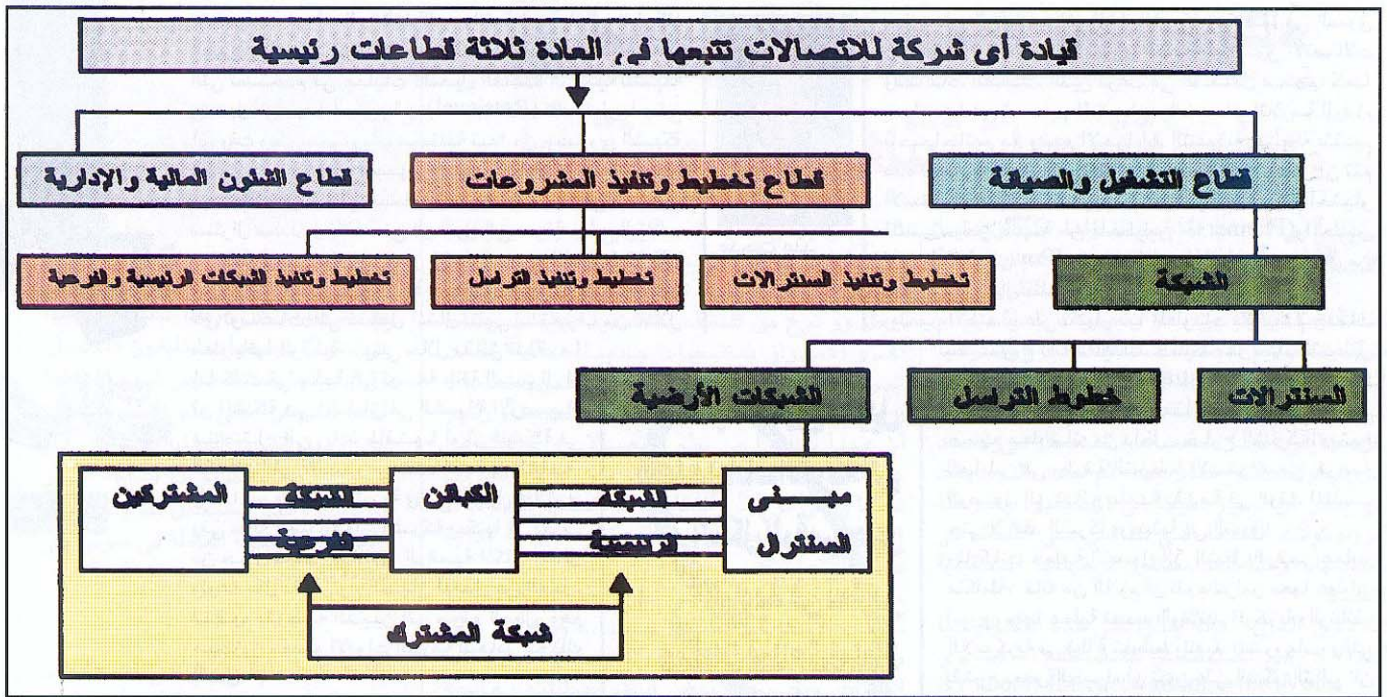 قيادة أى شركة للاتصالات تتبعها فى العادة ثلاثة قطاعات رئيسية
قطاع التشغيل والصيانة
قطاع تخطيط وتنفيذ المشروعات
قطاع الشئون المالية والإدارية
الشبكة
تخطيط وتنفيذ السنترالات
تخطيط وتنفيذ التراسل
تخطيط وتنفيذ الشبكات الرئيسية والفرعية
السنترالات
خطوط التراسل
الشبكات الأرضية
مبنى
السنترال
الشبكة
الرئيسية
الكبائن
الشبكة
الفرعية
المشتركين
شبكة المشترك